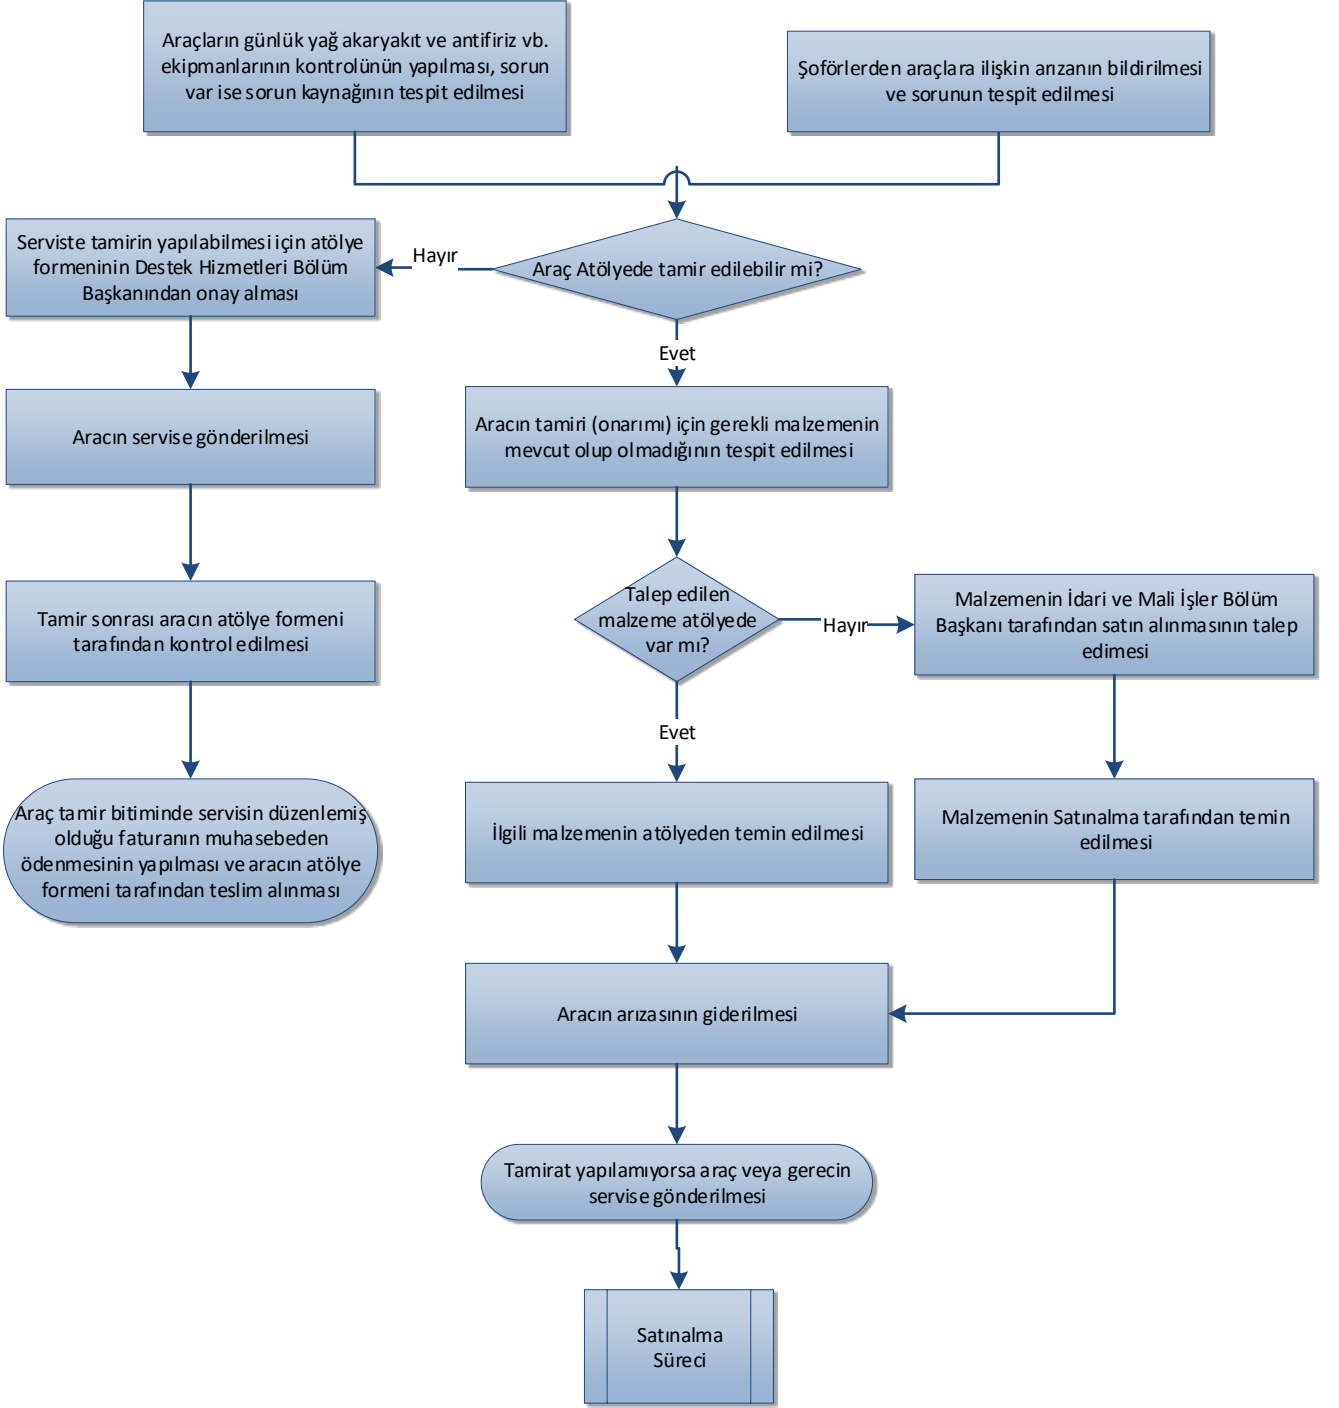 Araçların günlük yağ akaryakıt ve antifiriz vb.
ekipmanlarının kontrolünün yapılması, sorun
var ise sorun kaynağının tespit edilmesi
Şoförlerden araçlara ilişkin arızanın bildirilmesi
ve sorunun tespit edilmesi
Araç Atölyede tamir edilebilir mi?
Hayır
Serviste tamirin yapılabilmesi için atölye
formeninin Destek Hizmetleri Bölüm
Başkanından onay alması
Aracın servise gönderilmesi
Tamir sonrası aracın atölye formeni
tarafından kontrol edilmesi
Araç tamir bitiminde servisin düzenlemiş
olduğu faturanın muhasebeden
ödenmesinin yapılması ve aracın atölye
formeni tarafından teslim alınması
Evet
Aracın tamiri (onarımı) için gerekli malzemenin
mevcut olup olmadığının tespit edilmesi
Talep edilen
malzeme atölyede
var mı?
Hayır
Malzemenin İdari ve Mali İşler Bölüm
Başkanı tarafından satın alınmasının talep
edimesi
Malzemenin Satınalma tarafından temin
edilmesi
Evet
İlgili malzemenin atölyeden temin edilmesi
Aracın arızasının giderilmesi
Tamirat yapılamıyorsa araç veya gerecin
servise gönderilmesi
Satınalma
Süreci